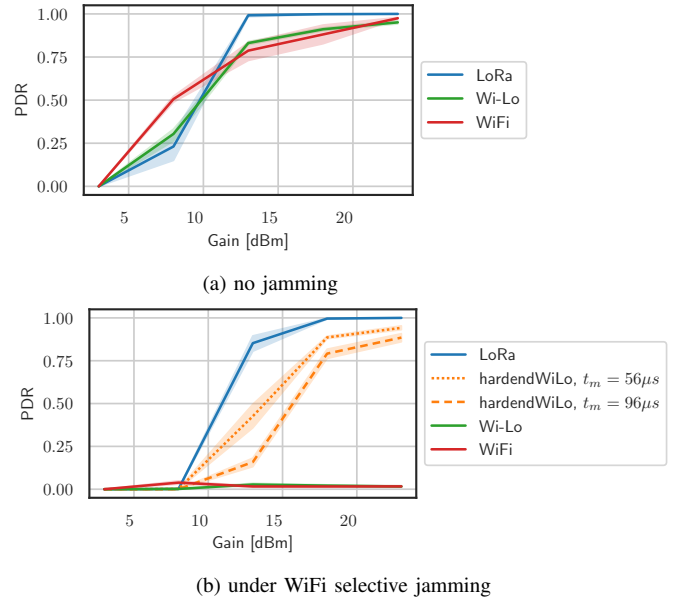 1.00
0.75
0.50
0.25
0.00
PDR
5 10 15 20
Gain [dBm]
LoRa
Wi-Lo
WiFi
(a) no jamming
1.00
0.75
0.50
0.25
0.00
PDR
5 10 15 20
Gain [dBm]
LoRa
hardendWiLo, $t_m = 56\mu s$
hardendWiLo, $t_m = 96\mu s$
Wi-Lo
WiFi
(b) under WiFi selective jamming